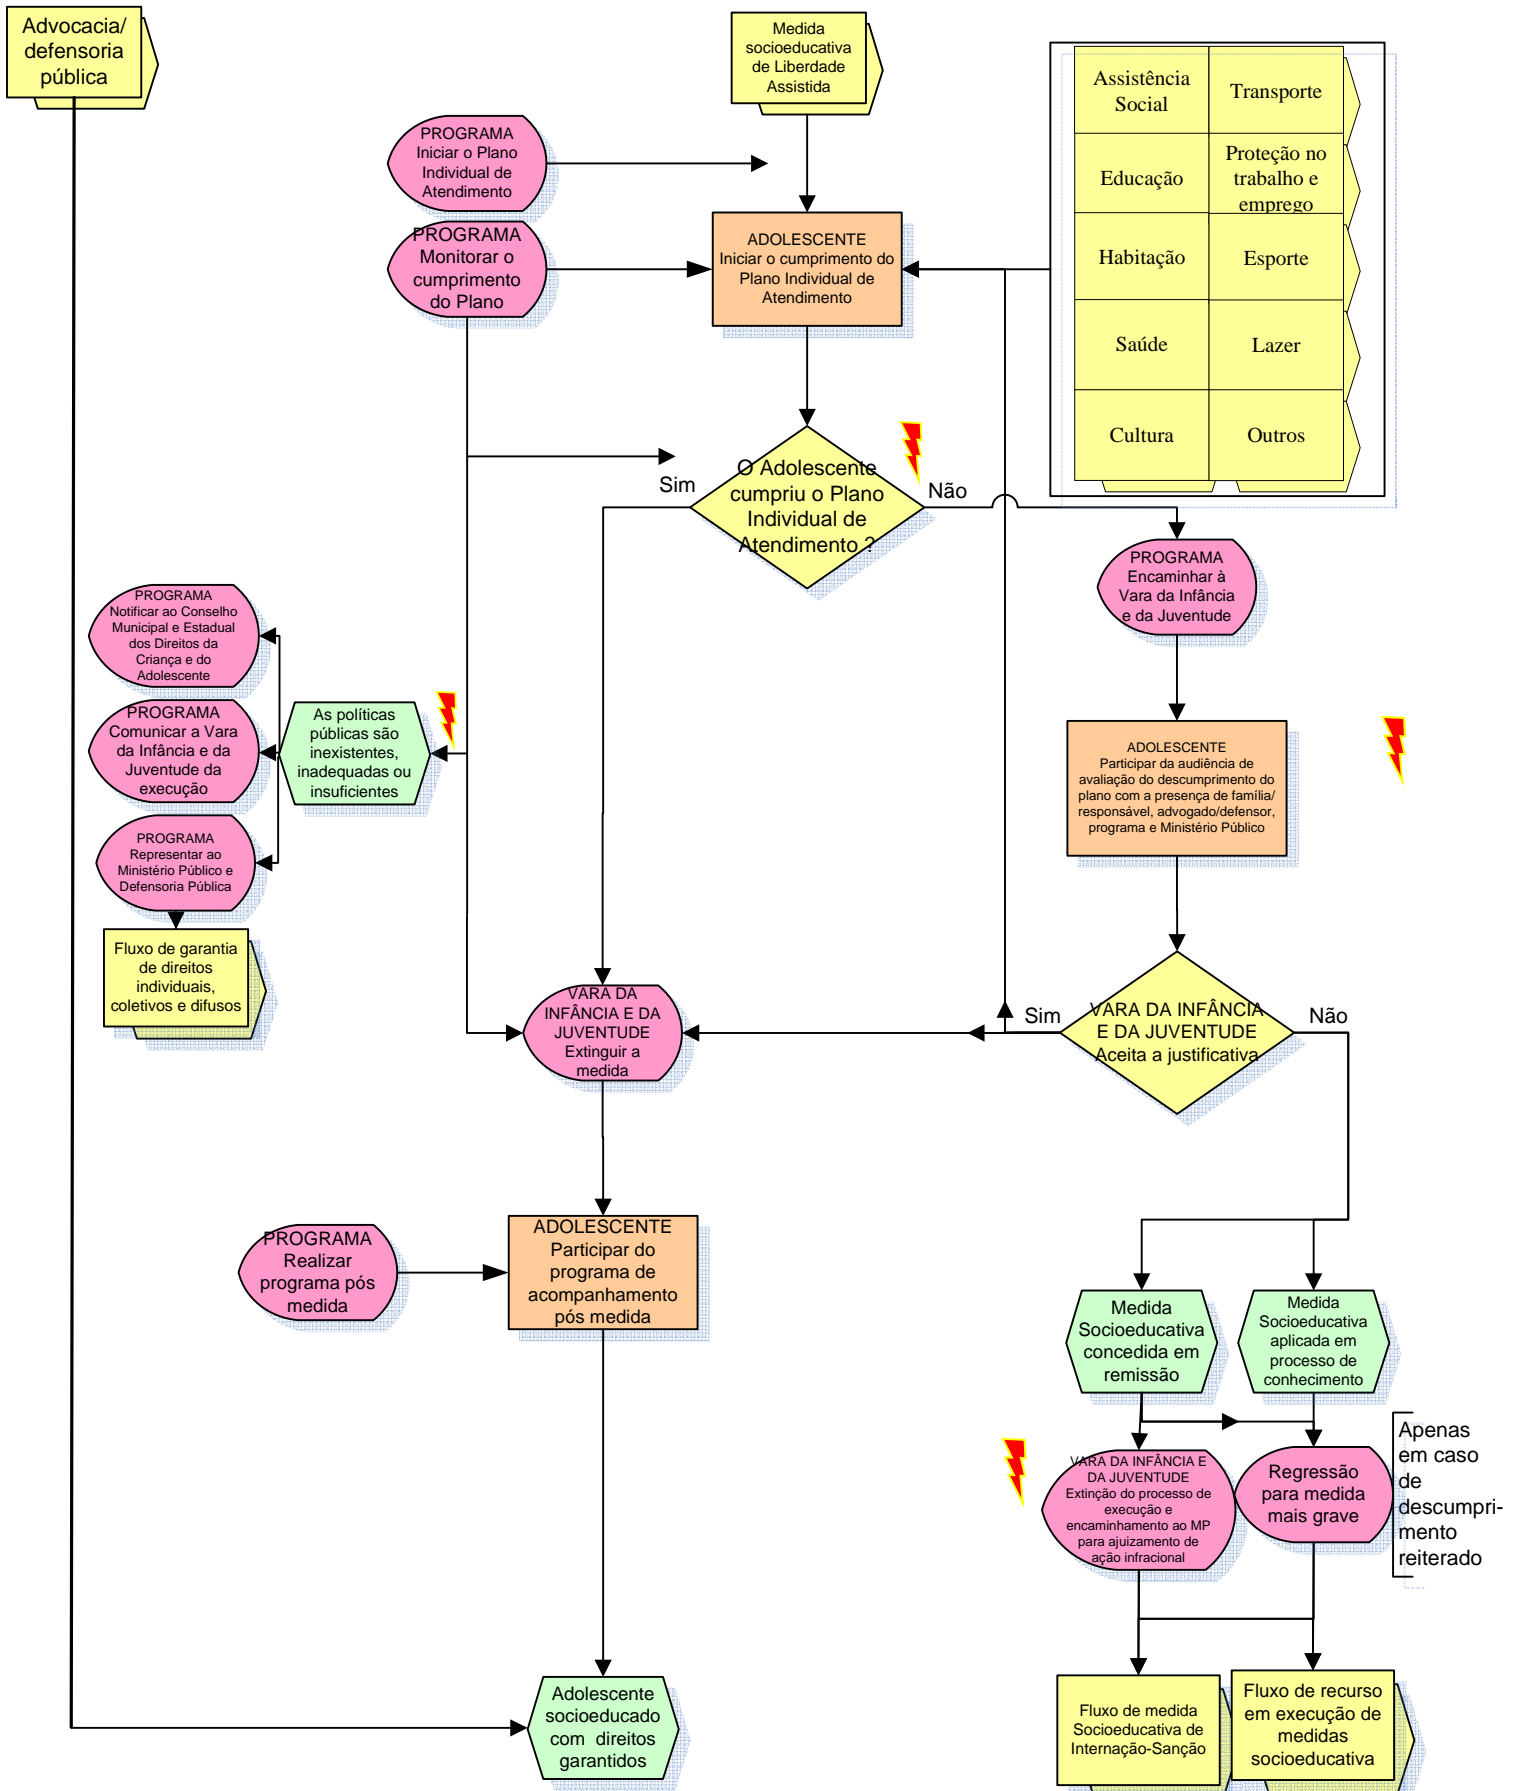 Advocacia/
defensoria
pública
Medida
socioeducativa
de Liberdade
Assistida
Assistência
Social
Transporte
Educação
Proteção no
trabalho e
emprego
Habitação
Esporte
Saúde
Lazer
Cultura
Outros
PROGRAMA
Iniciar o Plano
Individual de
Atendimento
PROGRAMA
Monitorar o
cumprimento
do Plano
ADOLESCENTE
Iniciar o cumprimento do
Plano Individual de
Atendimento
O Adolescente
cumpriu o Plano
Individual de
Atendimento ?
Sim
Não
PROGRAMA
Encaminhar à
Vara da Infância
e da Juventude
PROGRAMA
Notificar ao Conselho
Municipal e Estadual
dos Direitos da
Criança e do
Adolescente
PROGRAMA
Comunicar a Vara
da Infância e da
Juventude da
execução
PROGRAMA
Representar ao
Ministério Público e
Defensoria Pública
As políticas
públicas são
inexistentes,
inadequadas ou
insuficientes
Fluxo de garantia
de direitos
individuais,
coletivos e difusos
ADOLESCENTE
Participar da audiência de
avaliação do descumprimento do
plano com a presença de família/
responsável, advogado/defensor,
programa e Ministério Público
VARA DA
INFÂNCIA E DA
JUVENTUDE
Extinguir a
medida
Sim
VARA DA INFÂNCIA
E DA JUVENTUDE
Aceita a justificativa
Não
PROGRAMA
Realizar
programa pós
medida
ADOLESCENTE
Participar do
programa de
acompanhamento
pós medida
Medida
Socioeducativa
concedida em
remissão
Medida
Socioeducativa
aplicada em
processo de
conhecimento
VARA DA INFÂNCIA E
DA JUVENTUDE
Extinção do processo de
execução e
encaminhamento ao MP
para ajuizamento de
ação infracional
Regressão
para medida
mais grave
Apenas
em caso
de
descumpri-
mento
reiterado
Adolescente
socioeducado
com direitos
garantidos
Fluxo de medida
Socioeducativa de
Internação-Sanção
Fluxo de recurso
em execução de
medidas
socioeducativa